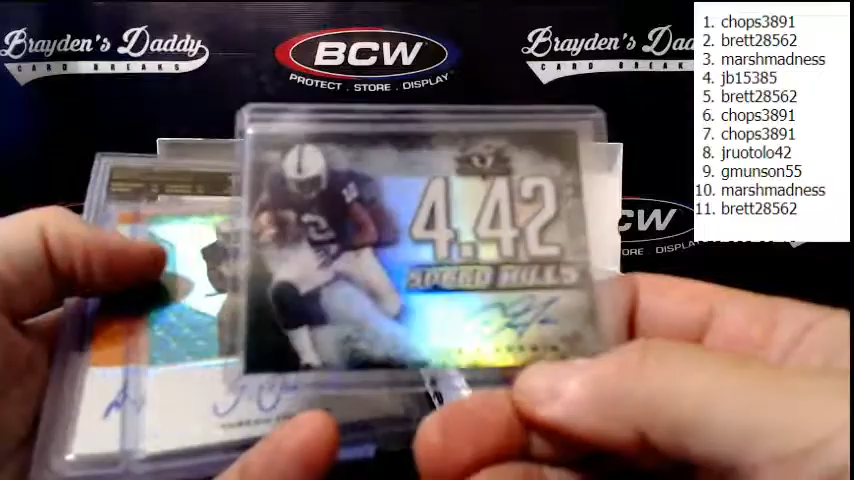 Brayden's Daddy
CARD BREAKS
BCW
PROTECT . STORE . DISPLAY
Brayden's Da
CARD BREAKS
1. chops3891
2. brett28562
3. marshmadness
4. jb15385
5. brett28562
6. chops3891
7. chops3891
8. jruotolo42
9. gmunson55
10. marshmadness
11. brett28562
4.42
SPEED KILLS
CW
DISPLAY